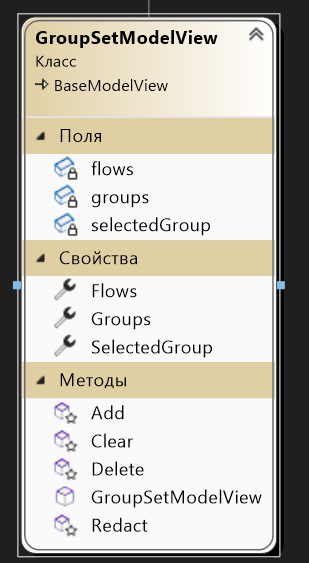 GroupSetModelView
Класс
BaseModelView
Поля
flows
groups
selectedGroup
Свойства
Flows
Groups
SelectedGroup
Методы
Add
Clear
Delete
GroupSetModelView
Redact